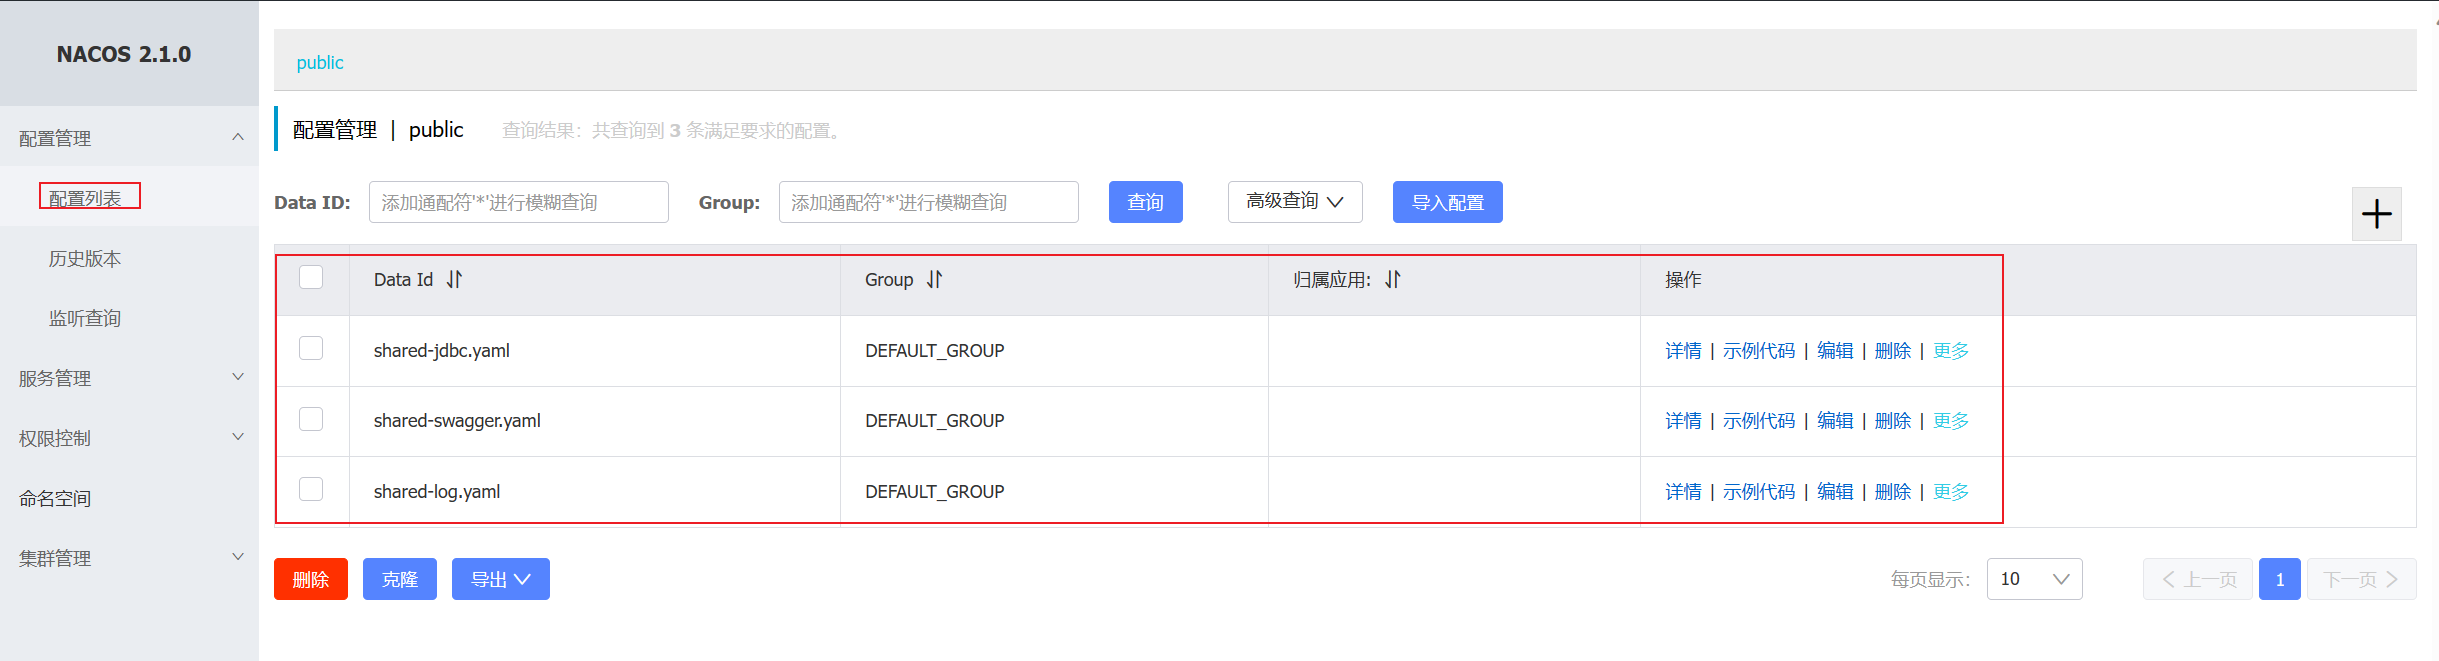 NACOS 2.1.0
配置管理
配置列表
历史版本
监听查询
服务管理
权限控制
命名空间
集群管理
public
配置管理 | public 查询结果：共查询到 3 条满足要求的配置。
Data ID: 添加通配符'*'进行模糊查询 Group: 添加通配符'*'进行模糊查询 查询 高级查询 导入配置
Data Id Group 归属应用: 操作
shared-jdbc.yaml DEFAULT_GROUP 详情 | 示例代码 | 编辑 | 删除 | 更多
shared-swagger.yaml DEFAULT_GROUP 详情 | 示例代码 | 编辑 | 删除 | 更多
shared-log.yaml DEFAULT_GROUP 详情 | 示例代码 | 编辑 | 删除 | 更多
删除 克隆 导出 每页显示: 10 上一页 1 下一页